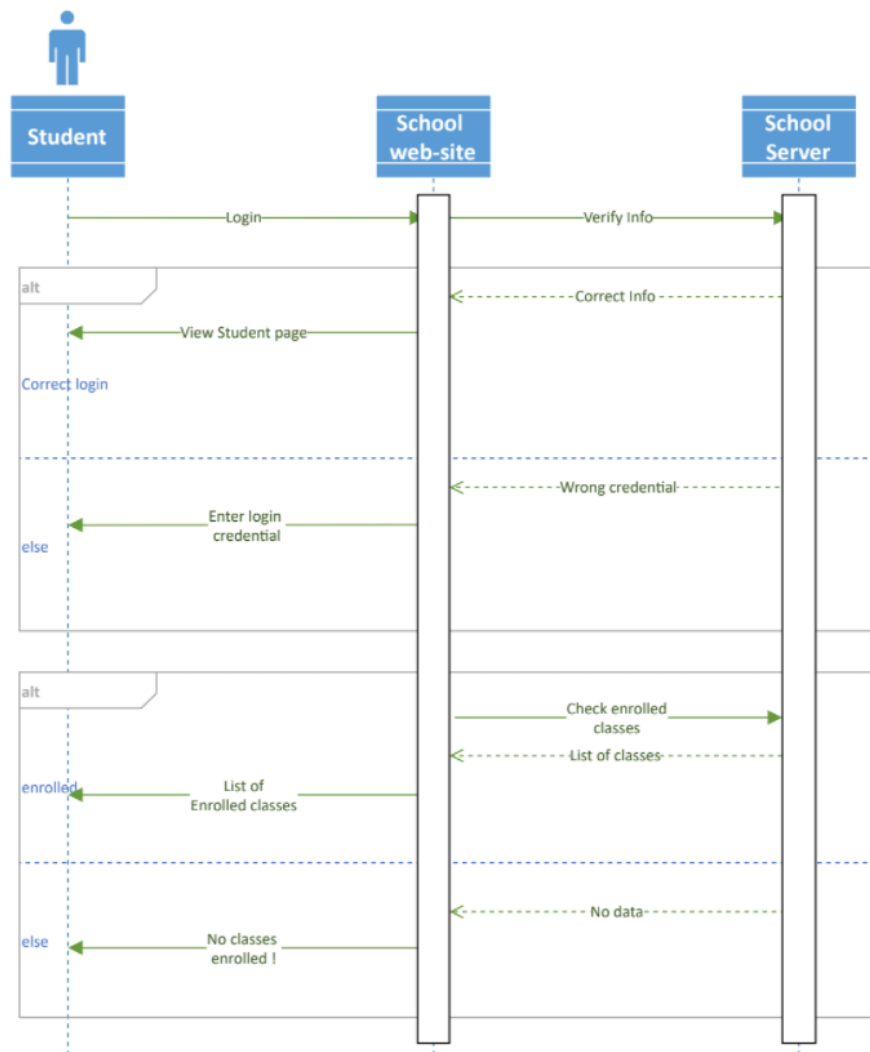 Student
School
web-site
School
Server
Login
Verify Info
alt
Correct Info
View Student page
Correct login
Wrong credential
Enter login
credential
else
alt
Check enrolled
classes
List of classes
enrolled
List of
Enrolled classes
No data
else
No classes
enrolled !